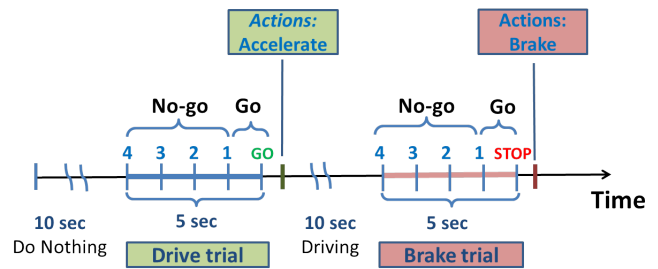 Actions:
Accelerate
Actions:
Brake
No-go Go
No-go Go
4 3 2 1 GO
4 3 2 1 STOP
Time
10 sec
Do Nothing
5 sec
Drive trial
10 sec
Driving
5 sec
Brake trial